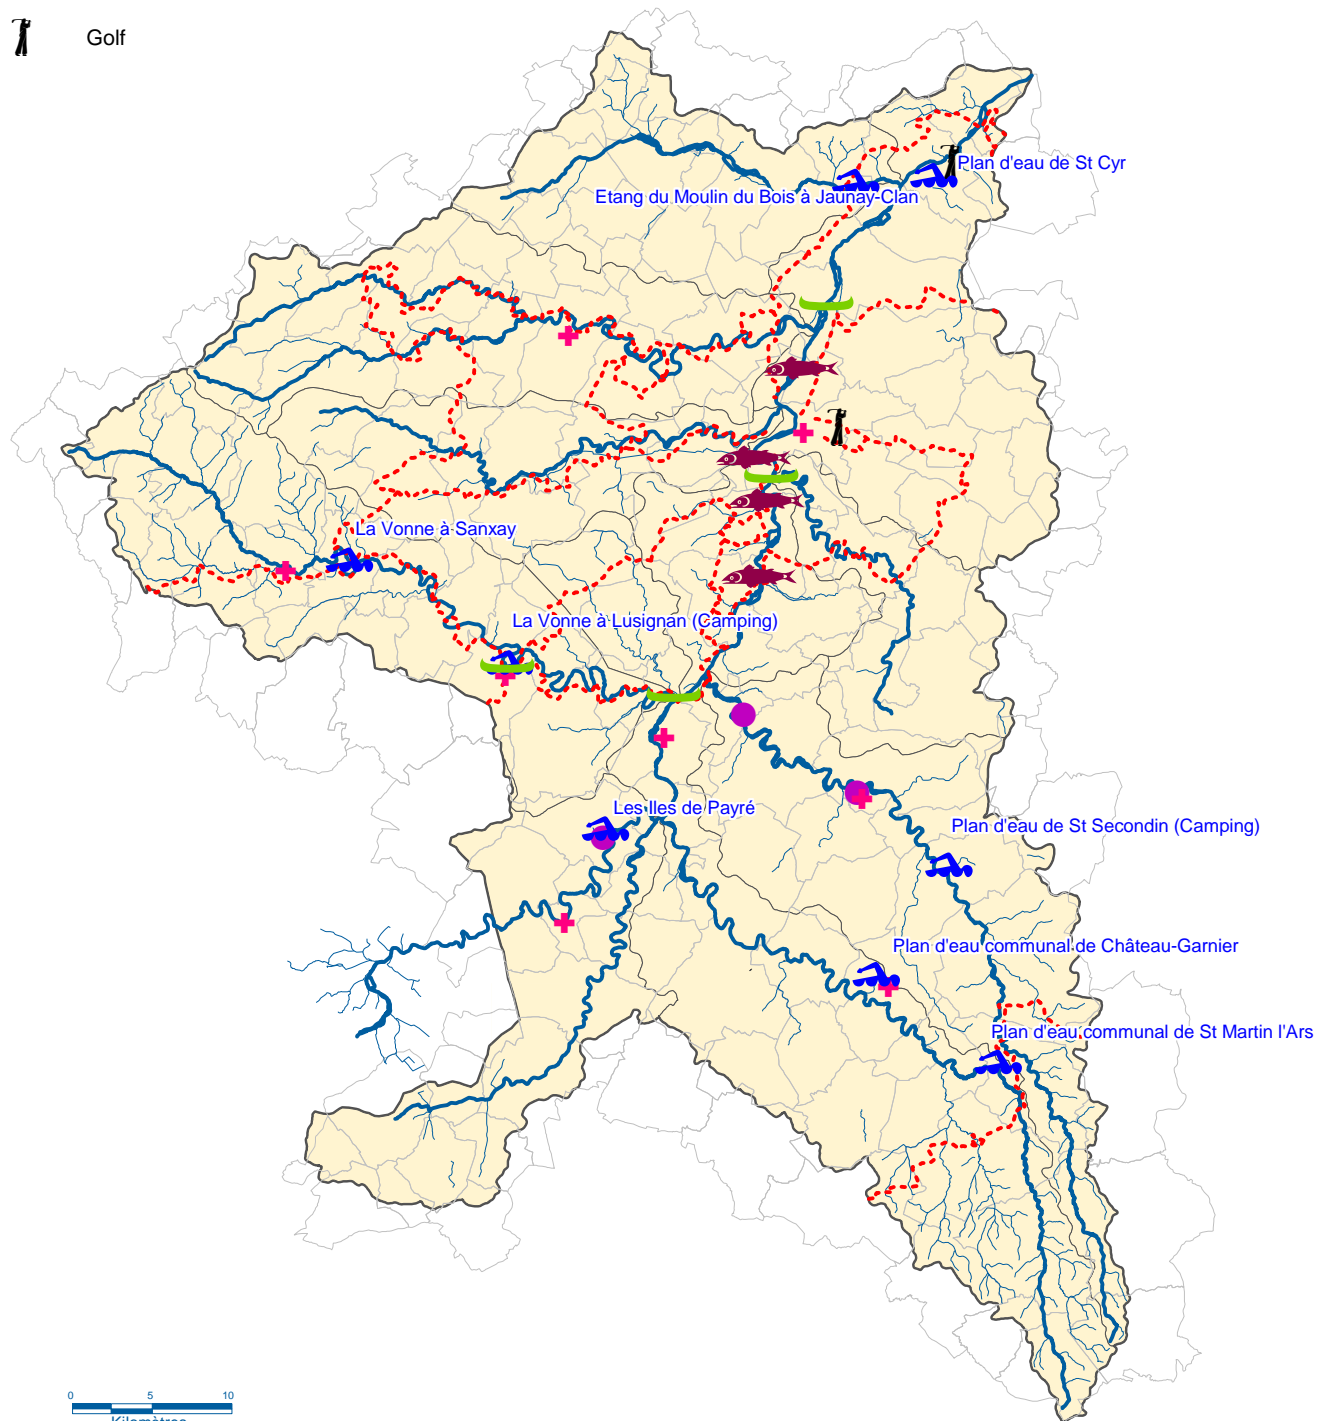 Golf
Plan d'eau de St Cyr
Etang du Moulin du Bois à Jaunay-Clan
La Vonne à Sanxay
La Vonne à Lusignan (Camping)
Les Iles de Payré
Plan d'eau de St Secondin (Camping)
Plan d'eau communal de Château-Garnier
Plan d'eau communal de St Martin l'Ars
0 5 10
Kilomètres